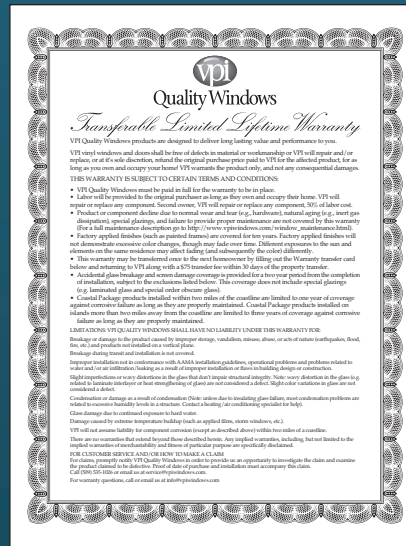 vpi
Quality Windows
Transferable Limited Lifetime Warranty
VPI Quality Windows products are designed to deliver long lasting value and performance to you.
VPI vinyl windows and doors shall be free of defects in material or workmanship or VPI will repair and/or
replace, or at it's sole discretion, refund the original purchase price paid to VPI for the affected product, for as
long as you own and occupy your home! VPI warrants the product only, and not any consequential damages.
THIS WARRANTY IS SUBJECT TO CERTAIN TERMS AND CONDITIONS:
• VPI Quality Windows must be paid in full for the warranty to be in place.
• Labor will be provided to the original purchaser as long as they own and occupy their home. VPI will
repair or replace any component. Second owner, VPI will repair or replace any component, 50% of labor cost.
• Product or component decline due to normal wear and tear (e.g., hardware), natural aging (e.g., inert gas
dissipation), special glazings, and failure to provide proper maintenance are not covered by this warranty
(For a full maintenance description go to http://www.vpiwindows.com/window_maintenance.html).
• Factory applied finishes (such as painted frames) are covered for ten years. Factory applied finishes will
not demonstrate excessive color changes, though may fade over time. Different exposures to the sun and
elements on the same residence may affect fading (and subsequently the color) differently.
• This warranty may be transferred once to the next homeowner by filling out the Warranty transfer card
below and returning to VPI along with a $75 transfer fee within 30 days of the property transfer.
• Accidental glass breakage and screen damage coverage is provided for a two year period from the completion
of installation, subject to the exclusions listed below. This coverage does not include special glazings
(e.g. laminated glass and special order obscure glass).
• Coastal Package products installed within two miles of the coastline are limited to one year of coverage
against corrosive failure as long as they are properly maintained. Coastal Package products installed on
islands more than two miles away from the coastline are limited to three years of coverage against corrosive
failure as long as they are properly maintained.
LIMITATIONS: VPI QUALITY WINDOWS SHALL HAVE NO LIABILITY UNDER THIS WARRANTY FOR:
Breakage or damage to the product caused by improper storage, vandalism, misuse, abuse, or acts of nature (earthquakes, flood,
fire, etc.) and products not installed on a vertical plane.
Breakage during transit and installation is not covered.
Improper installation not in conformance with AAMA installation guidelines, operational problems and problems related to
water and/or air infiltration/leaking as a result of improper installation or flaws in building design or construction.
Slight imperfections or wavy distortions in the glass that don't impair structural integrity. Note: wavy distortion in the glass (e.g.
related to laminate interlayer or heat strengthening of glass) are not considered a defect. Slight color variations in glass are not
considered a defect.
Condensation or damage as a result of condensation (Note: unless due to insulating glass failure, most condensation problems are
related to excessive humidity levels in a structure. Contact a heating/air conditioning specialist for help).
Glass damage due to continued exposure to hard water.
Damage caused by extreme temperature buildup (such as applied films, storm windows, etc.).
VPI will not assume liability for component corrosion (except as described above) within two miles of a coastline.
There are no warranties that extend beyond those described herein. Any implied warranties, including, but not limited to the
implied warranties of merchantability and fitness of particular purpose are specifically disclaimed.
FOR CUSTOMER SERVICE AND/OR HOW TO MAKE A CLAIM
For claims, promptly notify VPI Quality Windows in order to provide us an opportunity to investigate the claim and examine
the product claimed to be defective. Proof of date of purchase and installation must accompany this claim.
Call (509) 535-1026 or email us at service@vpiwindows.com.
For warranty questions, call or email us at info@vpiwindows.com